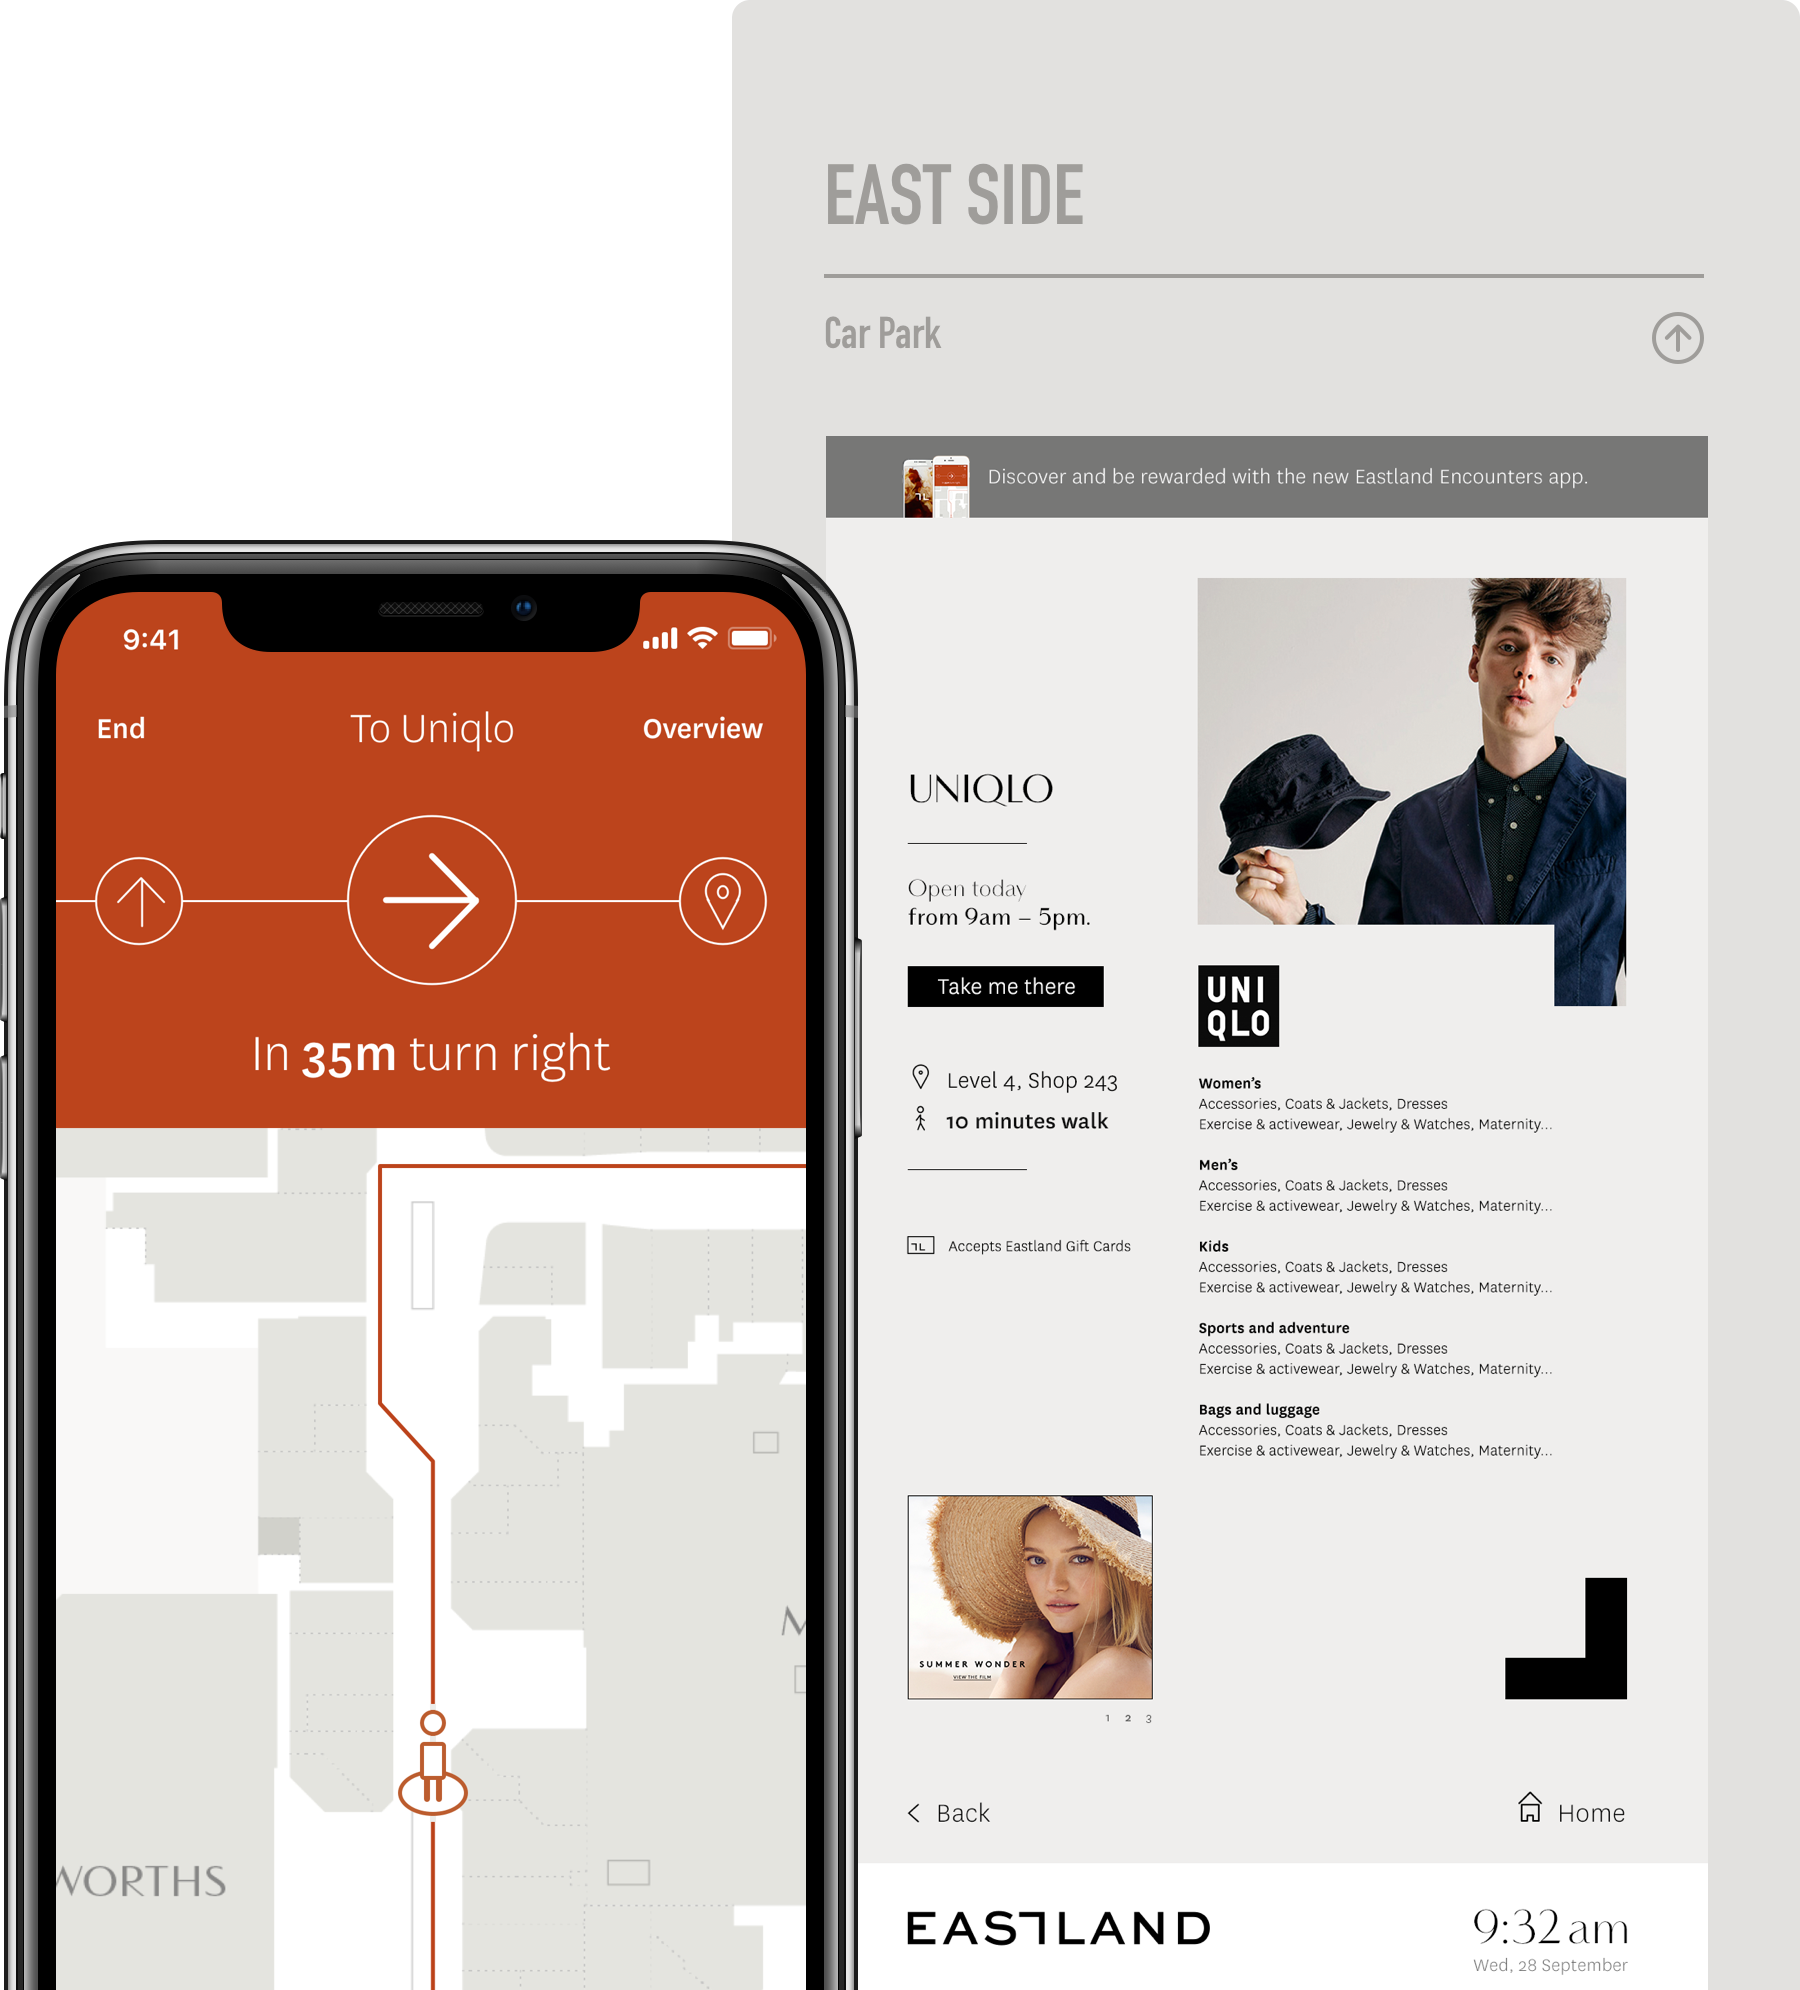 EAST SIDE
Car Park
Discover and be rewarded with the new Eastland Encounters app.
UNIQLO
Open today
from 9am – 5pm.
Take me there
Level 4, Shop 243
10 minutes walk
Accepts Eastland Gift Cards
UNI
QLO
Women's
Accessories, Coats & Jackets, Dresses
Exercise & activewear, Jewelry & Watches, Maternity...
Men's
Accessories, Coats & Jackets, Dresses
Exercise & activewear, Jewelry & Watches, Maternity...
Kids
Accessories, Coats & Jackets, Dresses
Exercise & activewear, Jewelry & Watches, Maternity...
Sports and adventure
Accessories, Coats & Jackets, Dresses
Exercise & activewear, Jewelry & Watches, Maternity...
Bags and luggage
Accessories, Coats & Jackets, Dresses
Exercise & activewear, Jewelry & Watches, Maternity...
SUMMER WONDER
VIEW THE FILM
1 2 3
Back
Home
EASTLAND
9:32 am
Wed, 28 September
9:41
End
To Uniqlo
Overview
In 35m turn right
M
WORTHS